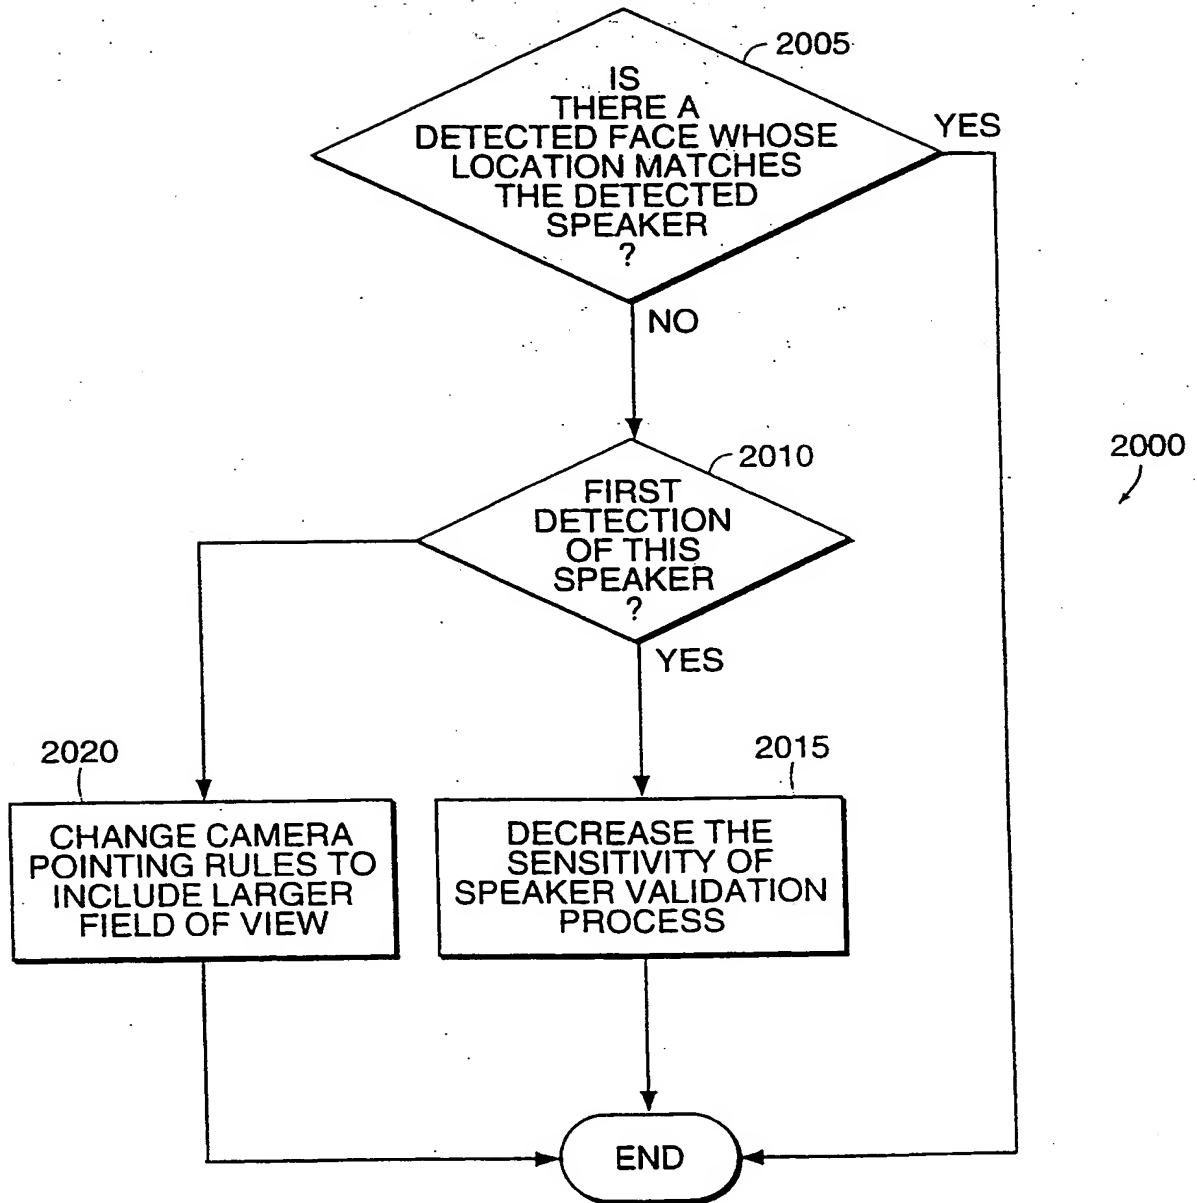 2005
IS
THERE A
DETECTED FACE WHOSE
LOCATION MATCHES
THE DETECTED
SPEAKER
?
YES
NO
2010
FIRST
DETECTION
OF THIS
SPEAKER
?
YES
2000
2020
CHANGE CAMERA
POINTING RULES TO
INCLUDE LARGER
FIELD OF VIEW
2015
DECREASE THE
SENSITIVITY OF
SPEAKER VALIDATION
PROCESS
END